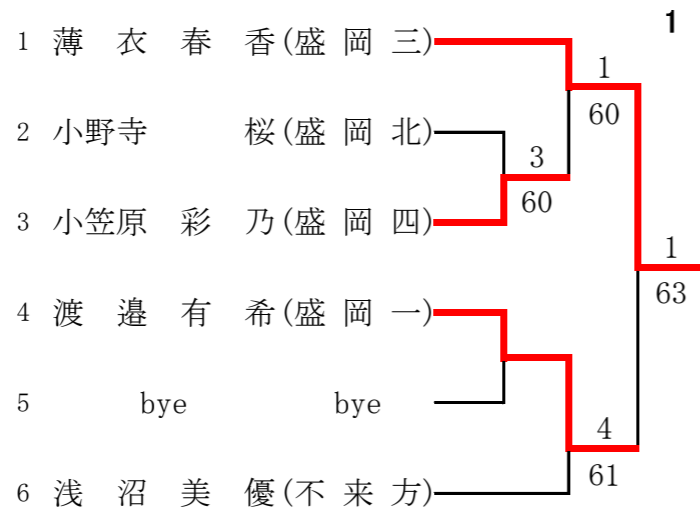 1
1 薄 衣 春 香(盛 岡 三)
1
60
2 小野寺 桜(盛 岡 北)
3
60
3 小笠原 彩 乃(盛 岡 四)
1
63
4 渡 邉 有 希(盛 岡 一)
5 bye bye
4
61
6 浅 沼 美 優(不 来 方)